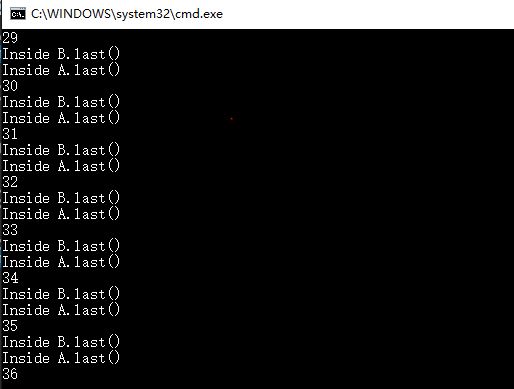 C:\WINDOWS\system32\cmd.exe
29
Inside B.last()
Inside A.last()
30
Inside B.last()
Inside A.last()
31
Inside B.last()
Inside A.last()
32
Inside B.last()
Inside A.last()
33
Inside B.last()
Inside A.last()
34
Inside B.last()
Inside A.last()
35
Inside B.last()
Inside A.last()
36